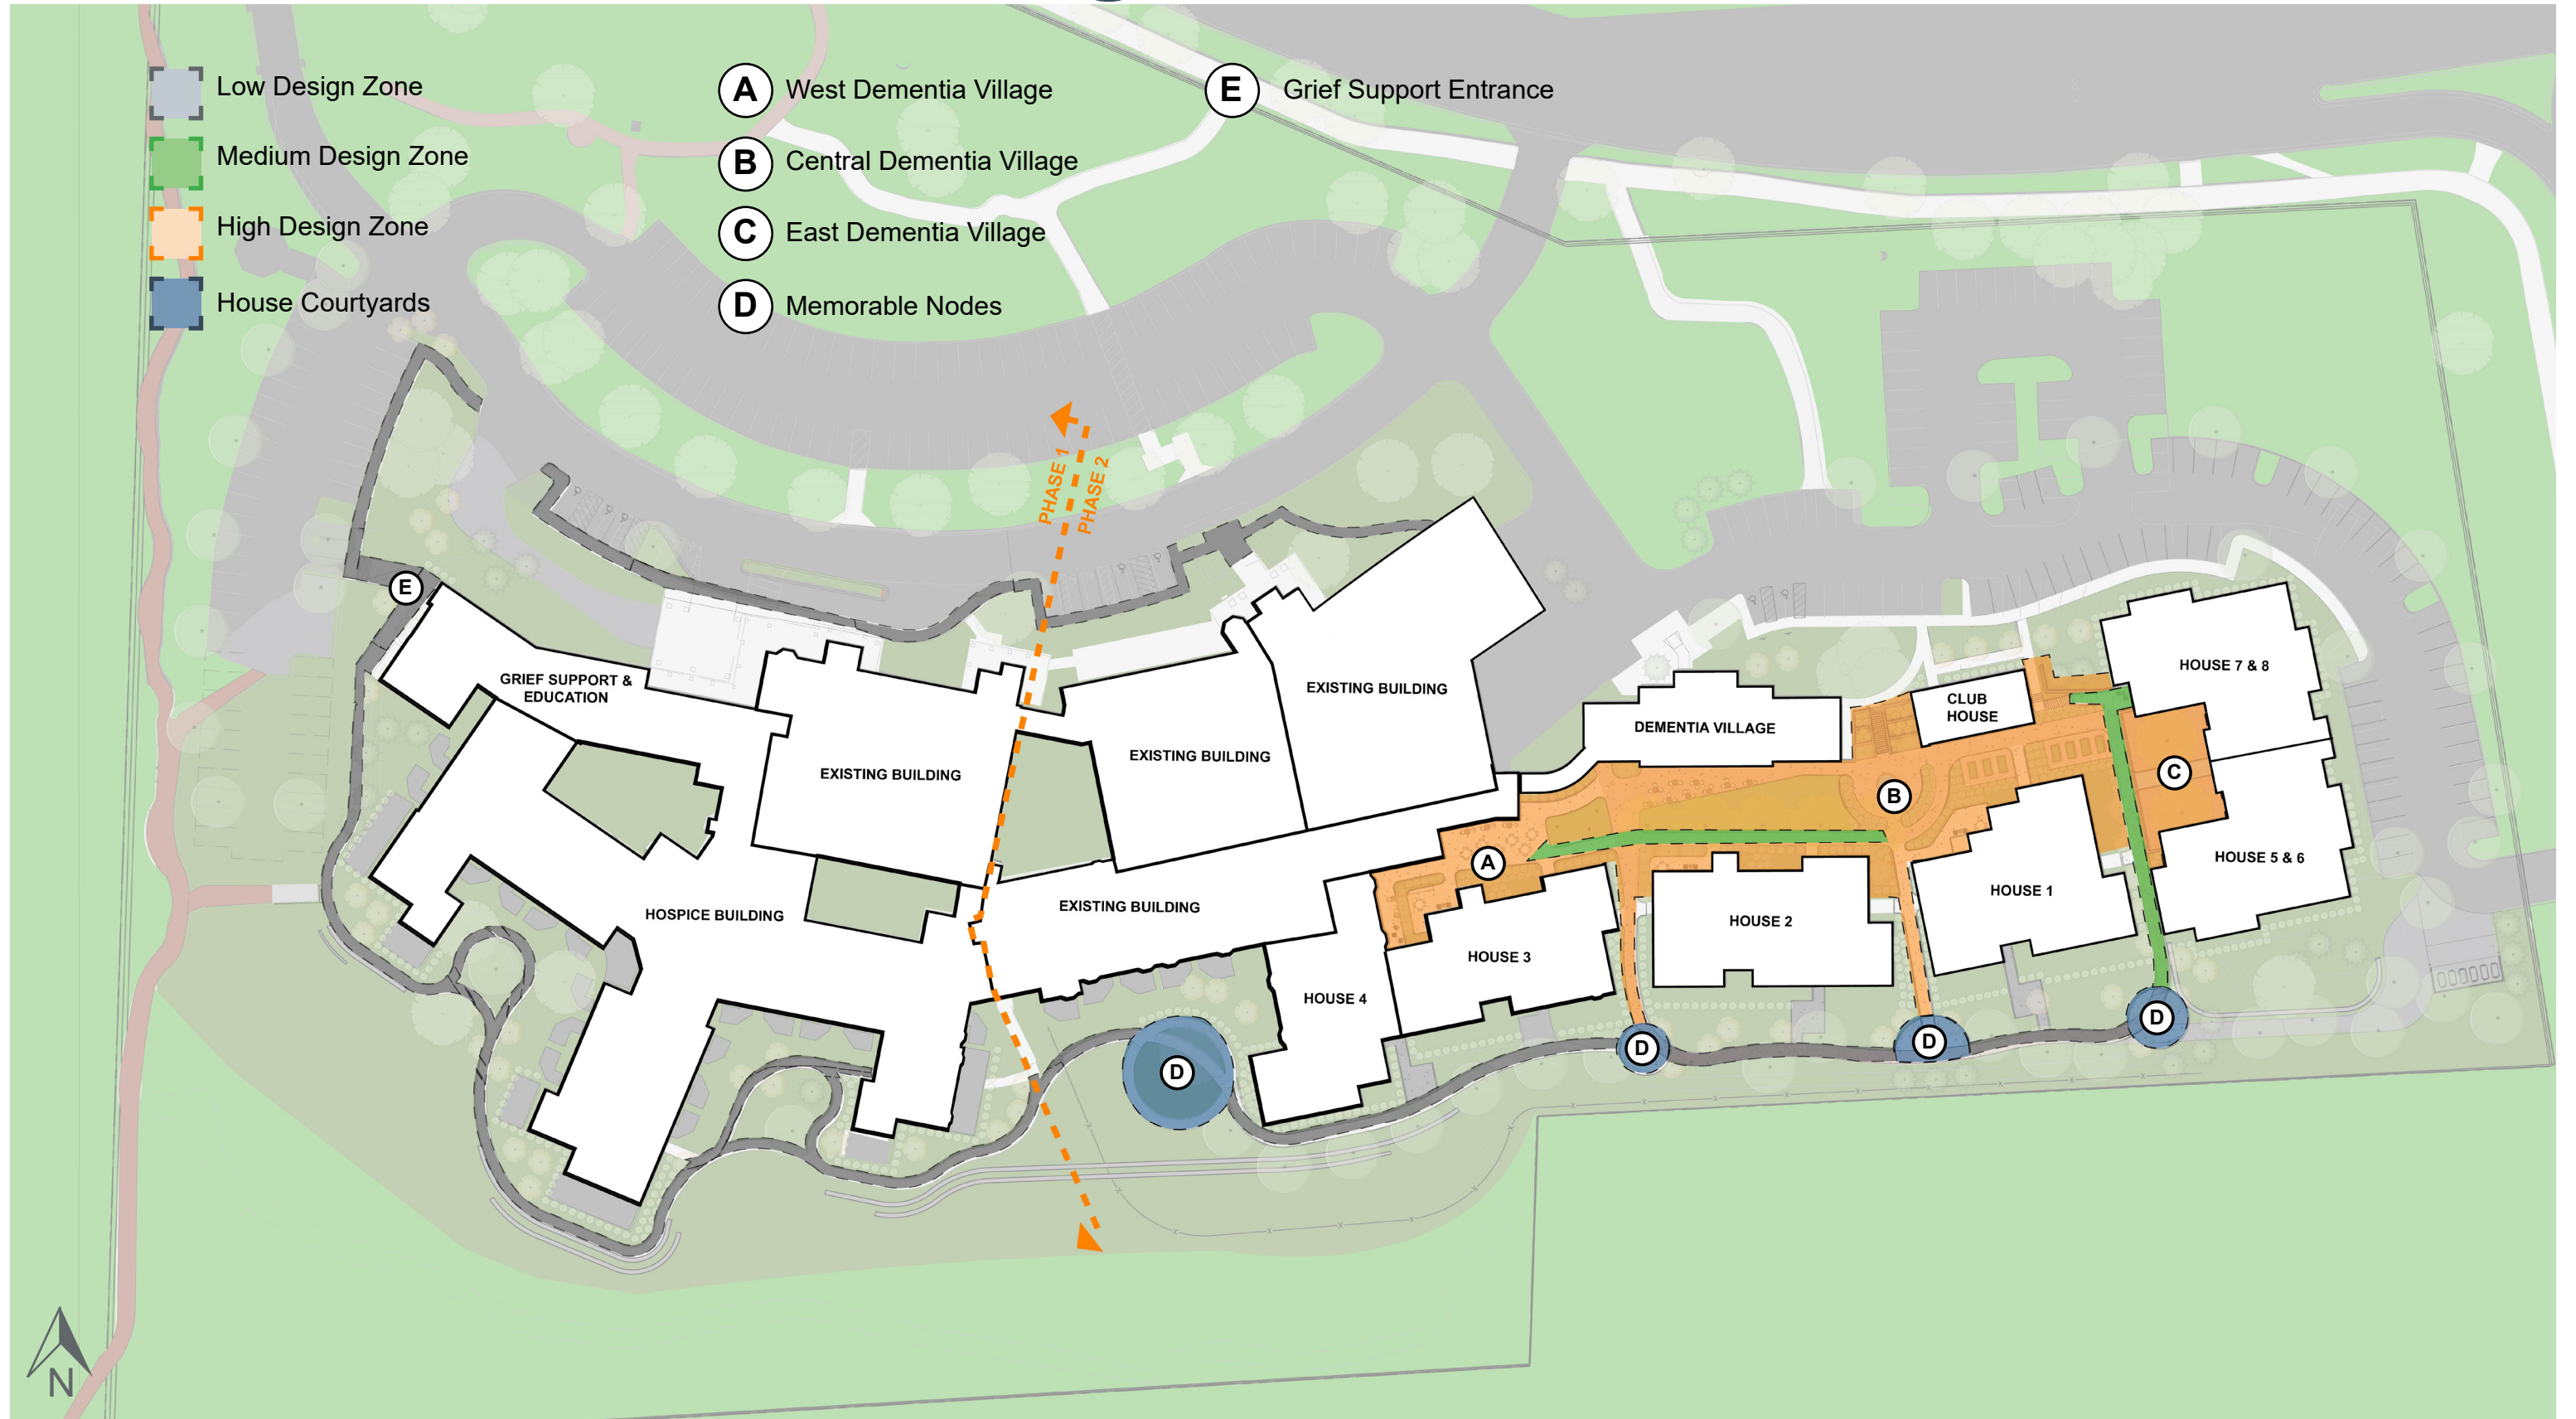 Low Design Zone
Medium Design Zone
High Design Zone
House Courtyards
A West Dementia Village
B Central Dementia Village
C East Dementia Village
D Memorable Nodes
E Grief Support Entrance
PHASE 1
PHASE 2
E
GRIEF SUPPORT &
EDUCATION
EXISTING BUILDING
EXISTING BUILDING
EXISTING BUILDING
HOSPICE BUILDING
EXISTING BUILDING
DEMENTIA VILLAGE
CLUB
HOUSE
HOUSE 7 & 8
C
B
A
HOUSE 5 & 6
HOUSE 1
HOUSE 2
HOUSE 3
HOUSE 4
D
D
D
D
N